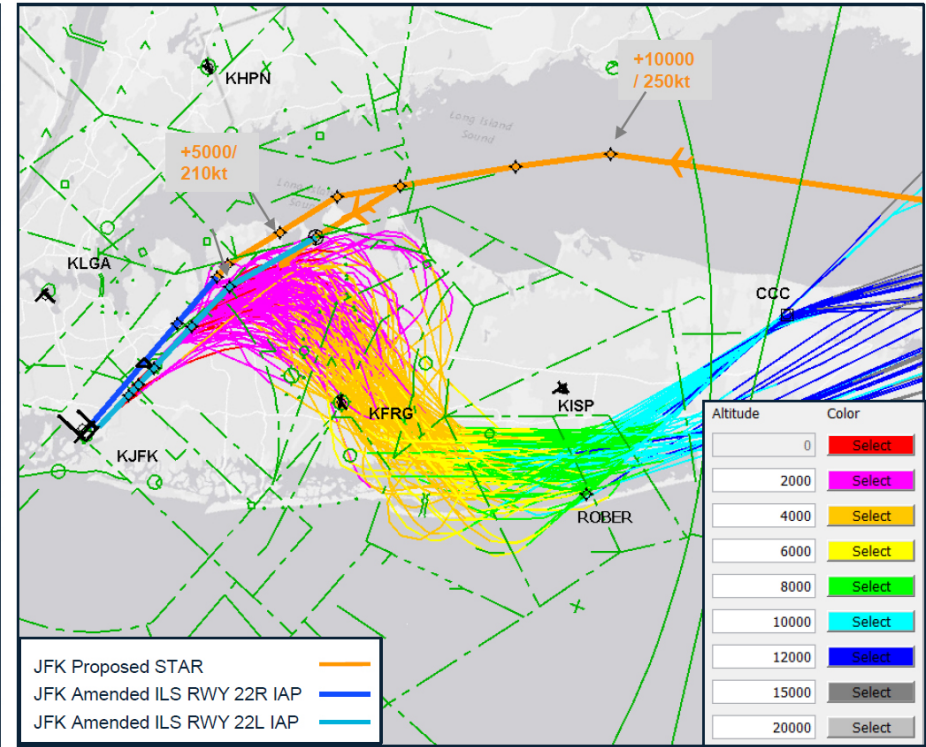 KHPN
+10000
/ 250kt
Long Island
Sound
+5000/
210kt
KLGA
CCC
KISP
KFRG
KJFK
ROBER
Altitude Color
0 Select
2000 Select
4000 Select
6000 Select
8000 Select
10000 Select
12000 Select
15000 Select
20000 Select
JFK Proposed STAR
JFK Amended ILS RWY 22R IAP
JFK Amended ILS RWY 22L IAP